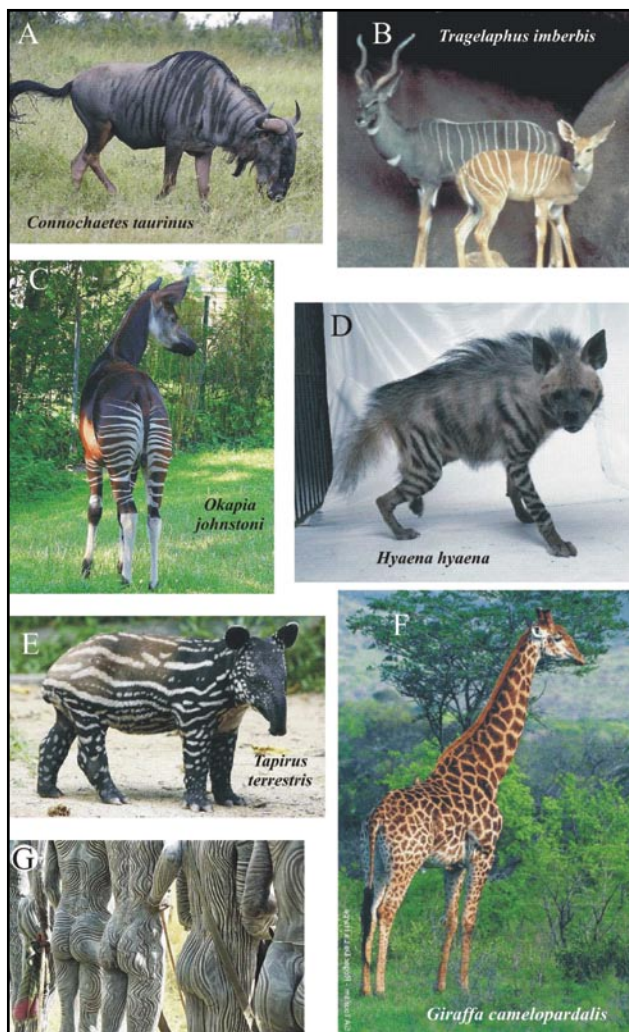 A
Connochaetes taurinus
B
Tragelaphus imberbis
C
Okapia
johnstoni
D
Hyaena hyaena
E
Tapirus
terrestris
F
Giraffa camelopardalis
G